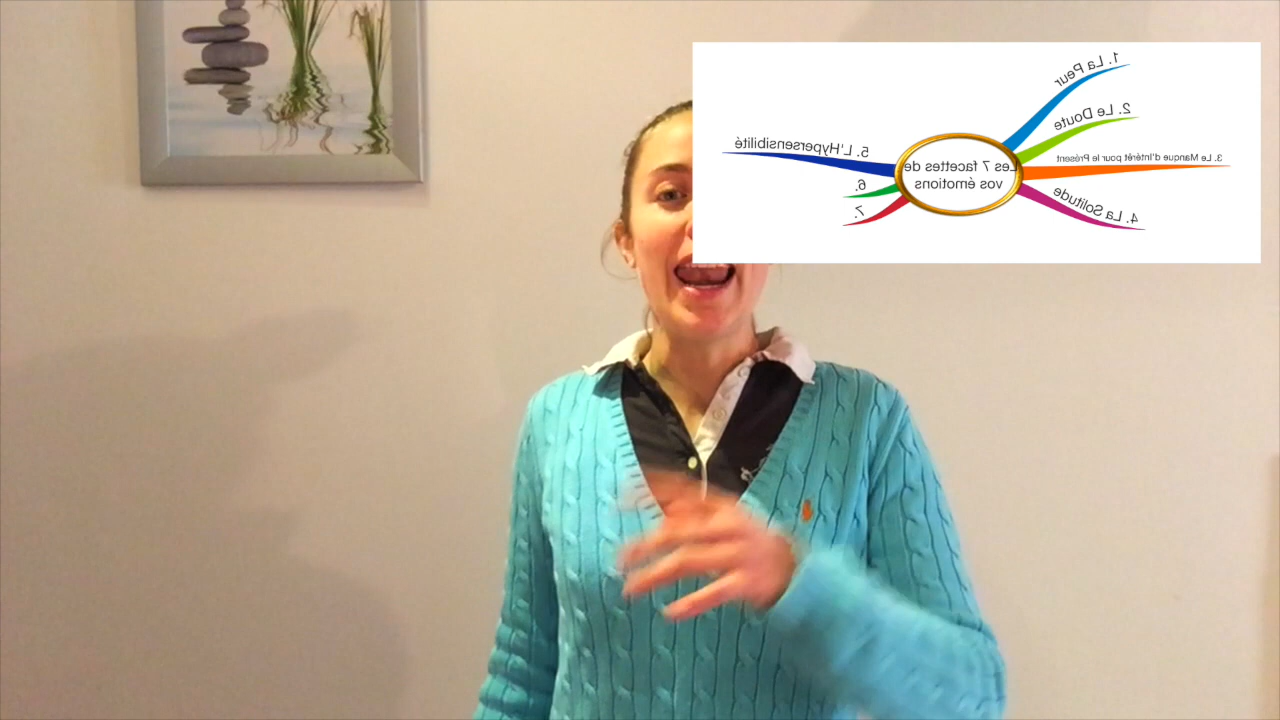 Les 7 facettes de
vos émotions
1. La Peur
2. Le Doute
3. Le Manque d'Intérêt pour le Présent
4. La Solitude
5. L'Hypersensibilité
6.
7.